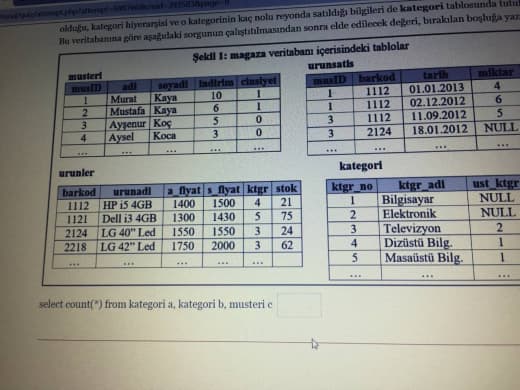 olduğu, kategori hiyerarşisi ve o kategorinin kaç nolu reyonda satıldığı bilgileri de kategori tablosunda
Bu veritabanına göre aşağıdaki sorgunun çalıştırılmasından sonra elde edilecek değeri, bırakılan boşluğa
Şekil 1: magaza veritabanı içerisindeki tablolar
musteri
musID adi soyadi indirim cinsiyet
1 Murat Kaya 10 1
2 Mustafa Kaya 6 1
3 Ayşenur Koç 5 0
4 Aysel Koca 3 0
... ... ... ... ...
urunsatis
musID barkod tarih miktar
1 1112 01.01.2013 4
1 1112 02.12.2012 6
3 1112 11.09.2012 5
3 2124 18.01.2012 NULL
... ... ... ...
urunler
barkod urunadi a_fiyat s_fiyat ktgr stok
1112 HP i5 4GB 1400 1500 4 21
1121 Dell i3 4GB 1300 1430 5 75
2124 LG 40" Led 1550 1550 3 24
2218 LG 42" Led 1750 2000 3 62
... ... ... ... ...
kategori
ktgr_no ktgr_adi ust_ktgr
1 Bilgisayar NULL
2 Elektronik NULL
3 Televizyon 2
4 Dizüstü Bilg. 1
5 Masaüstü Bilg. 1
... ... ...
select count(*) from kategori a, kategori b, musteri c